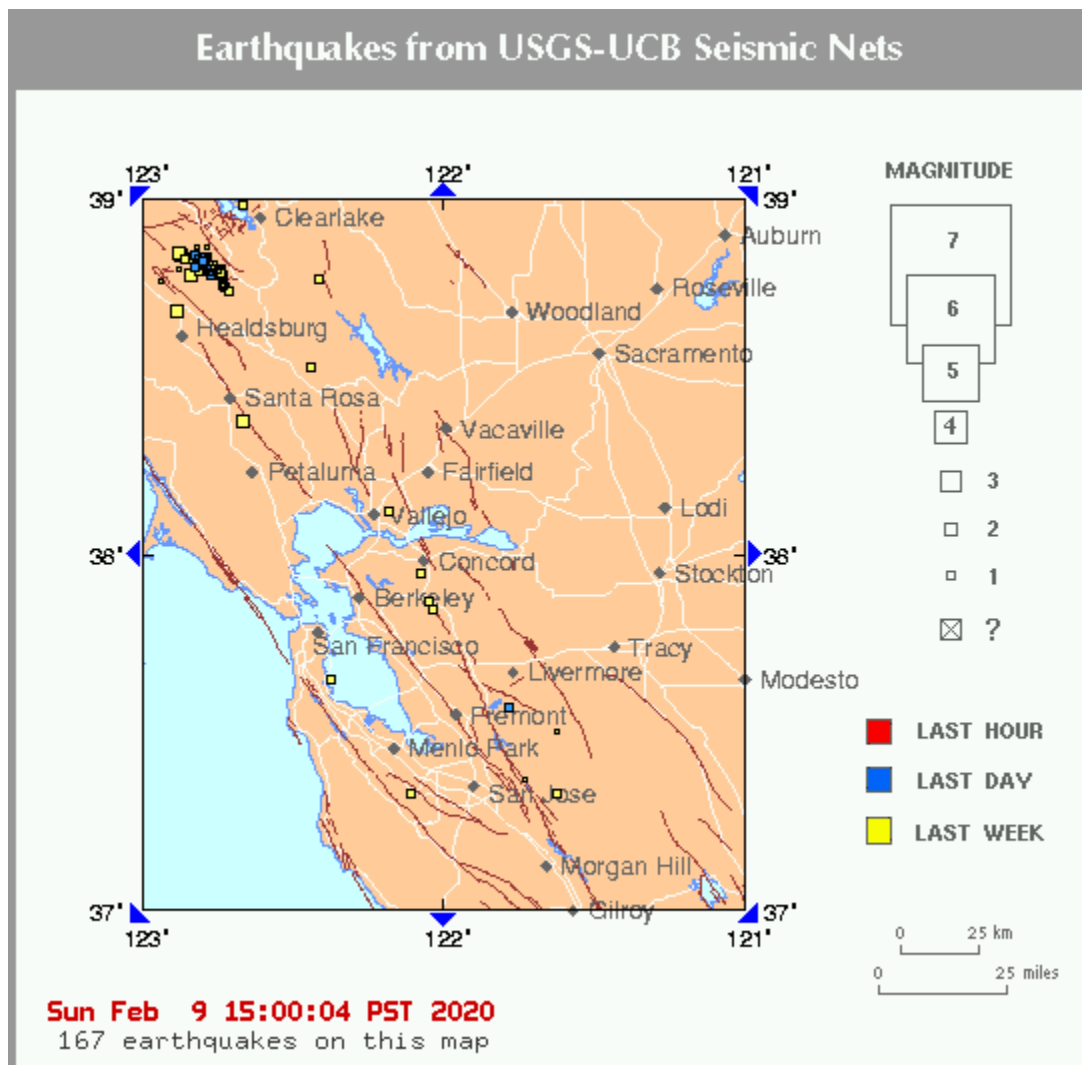 Earthquakes from USGS-UCB Seismic Nets
123' 122' 121'
MAGNITUDE
39' 39'
Clearlake
Auburn
7
Roseville
6
Woodland
Healdsburg
Sacramento
5
Santa Rosa
4
Vacaville
Petaluma
Fairfield
3
Lodi
Vallejo
2
38' 38'
Concord
Stockton
1
Berkeley
?
San Francisco
Tracy
Livermore
Modesto
Fremont
LAST HOUR
Menlo Park
LAST DAY
San Jose
LAST WEEK
Morgan Hill
37' 37'
Gilroy
123' 122' 121'
0 25 km
0 25 miles
Sun Feb 9 15:00:04 PST 2020
167 earthquakes on this map